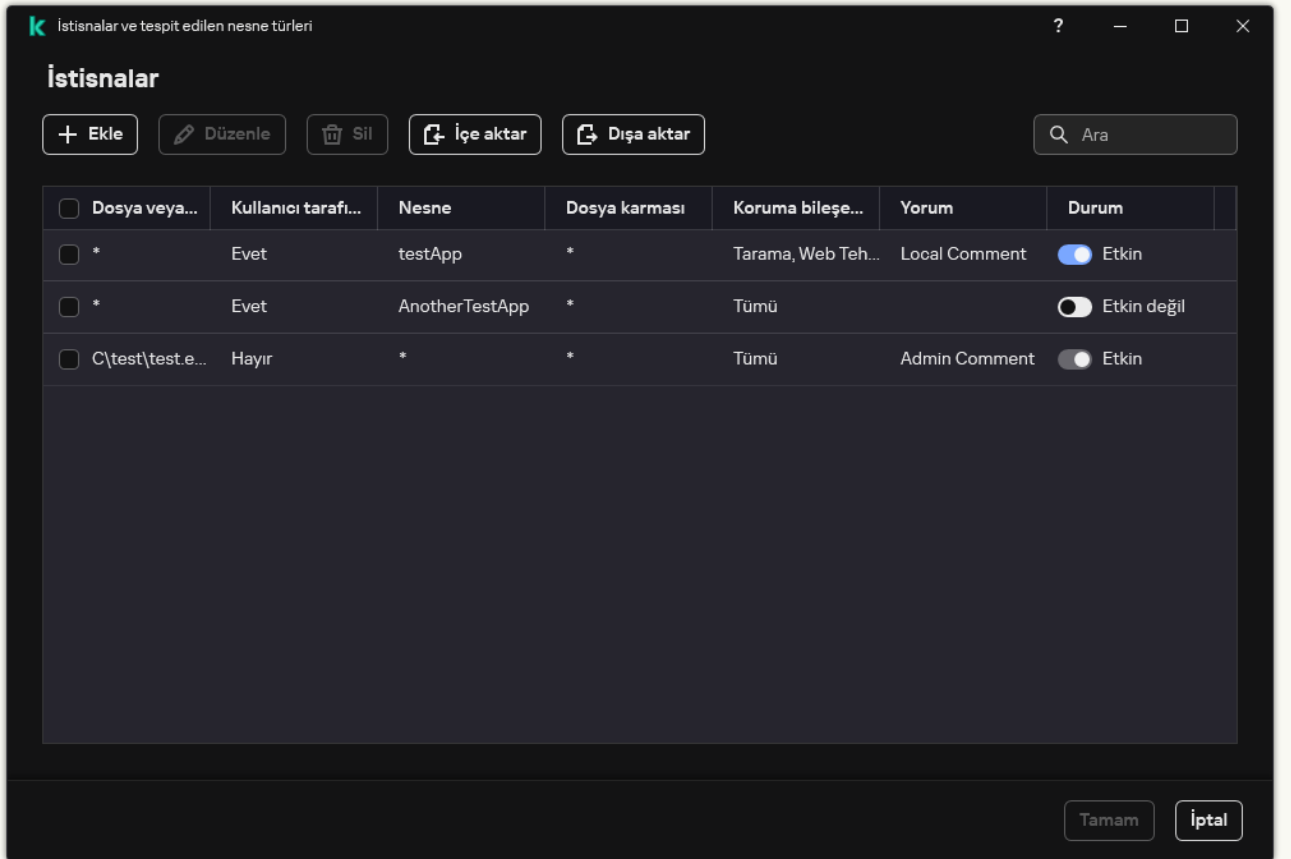 İstisnalar ve tespit edilen nesne türleri
İstisnalar
Ekle Düzenle Sil İçe aktar Dışa aktar Ara
Dosya veya... Kullanıcı tarafı... Nesne Dosya karması Koruma bileşe... Yorum Durum
* Evet testApp * Tarama, Web Teh... Local Comment Etkin
* Evet AnotherTestApp * Tümü Etkin değil
C\test\test.e... Hayır * * Tümü Admin Comment Etkin
Tamam İptal